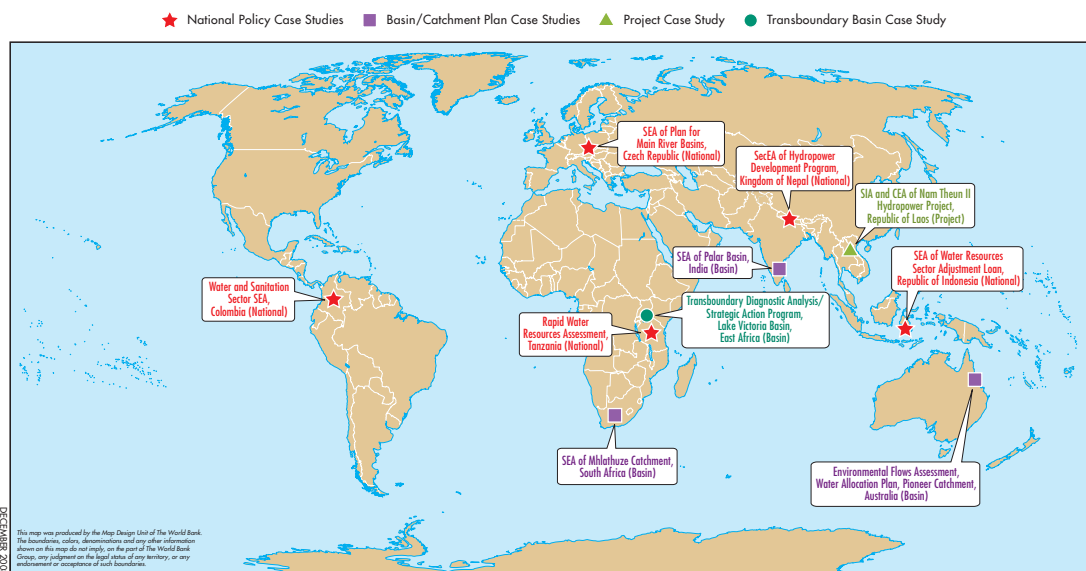 National Policy Case Studies
Basin/Catchment Plan Case Studies
Project Case Study
Transboundary Basin Case Study
SEA of Plan for
Main River Basins,
Czech Republic (National)
SecEA of Hydropower
Development Program,
Kingdom of Nepal (National)
SIA and CEA of Nam Theun II
Hydropower Project,
Republic of Laos (Project)
SEA of Palar Basin,
India (Basin)
SEA of Water Resources
Sector Adjustment Loan,
Republic of Indonesia (National)
Water and Sanitation
Sector SEA,
Colombia (National)
Transboundary Diagnostic Analysis/
Strategic Action Program,
Lake Victoria Basin,
East Africa (Basin)
Rapid Water
Resources Assessment,
Tanzania (National)
SEA of Mhlathuze Catchment,
South Africa (Basin)
Environmental Flows Assessment,
Water Allocation Plan, Pioneer Catchment,
Australia (Basin)
This map was produced by the Map Design Unit of The World Bank.
The boundaries, colors, denominations and any other information
shown on this map do not imply, on the part of The World Bank
Group, any judgment on the legal status of any territory, or any
endorsement or acceptance of such boundaries.
DECEMBER